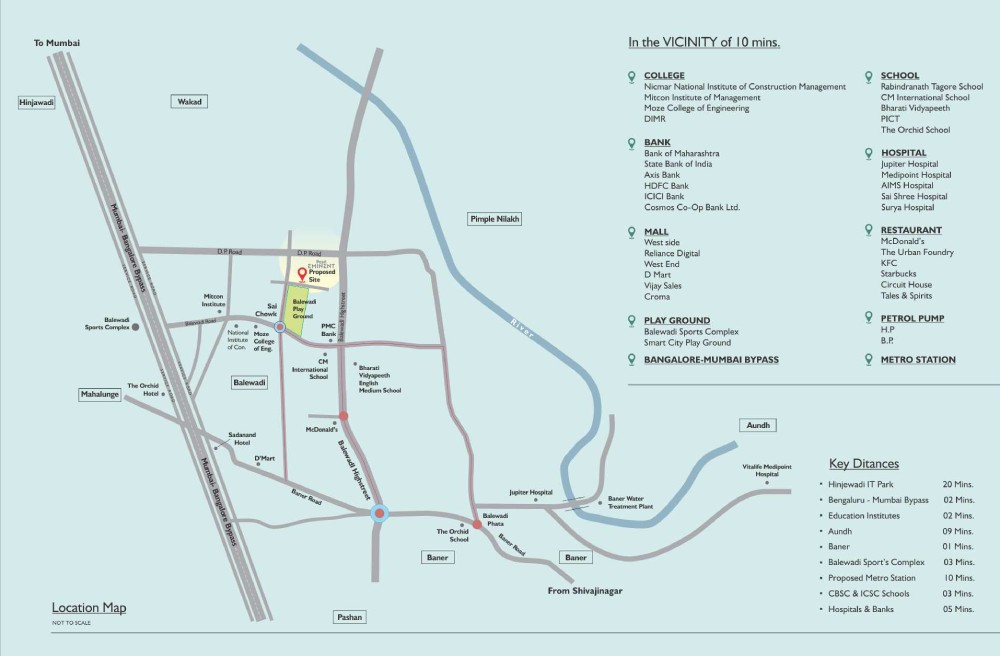 To Mumbai
Hinjawadi
Wakad
Mumbai- Bangalore Bypass
Pimple Nilakh
D.P. Road
D.P. Road
Pool
EMINENT
Proposed
Site
Mitcon
Institute
Sai
Chowk
Balewadi
Play
Ground
Balewadi Highstreet
Balewadi
Sports Complex
Balewadi Road
National
Institute
of Con.
Moze
College
of Eng.
PMC
Bank
River
CM
International
School
Bharati
Vidyapeeth
English
Medium School
Balewadi
Mahalunge
The Orchid
Hotel
McDonald's
Sadanand
Hotel
D'Mart
Balewadi Highstreet
Mumbai- Bangalore Bypass
Baner Road
Aundh
Vitalife Medipoint
Hospital
Jupiter Hospital
Baner Water
Treatment Plant
Balewadi
Phata
The Orchid
School
Baner Road
Baner
Baner
From Shivajinagar
Pashan
Location Map
NOT TO SCALE
In the VICINITY of 10 mins.
COLLEGE
Nicmar National Institute of Construction Management
Mitcon Institute of Management
Moze College of Engineering
DIMR
BANK
Bank of Maharashtra
State Bank of India
Axis Bank
HDFC Bank
ICICI Bank
Cosmos Co-Op Bank Ltd.
MALL
West side
Reliance Digital
West End
D Mart
Vijay Sales
Croma
PLAY GROUND
Balewadi Sports Complex
Smart City Play Ground
BANGALORE-MUMBAI BYPASS
SCHOOL
Rabindranath Tagore School
CM International School
Bharati Vidyapeeth
PICT
The Orchid School
HOSPITAL
Jupiter Hospital
Medipoint Hospital
AIMS Hospital
Sai Shree Hospital
Surya Hospital
RESTAURANT
McDonald's
The Urban Foundry
KFC
Starbucks
Circuit House
Tales & Spirits
PETROL PUMP
H.P
B.P.
METRO STATION
Key Ditances
• Hinjewadi IT Park 20 Mins.
• Bengaluru - Mumbai Bypass 02 Mins.
• Education Institutes 02 Mins.
• Aundh 09 Mins.
• Baner 01 Mins.
• Balewadi Sport's Complex 03 Mins.
• Proposed Metro Station 10 Mins.
• CBSC & ICSC Schools 03 Mins.
• Hospitals & Banks 05 Mins.